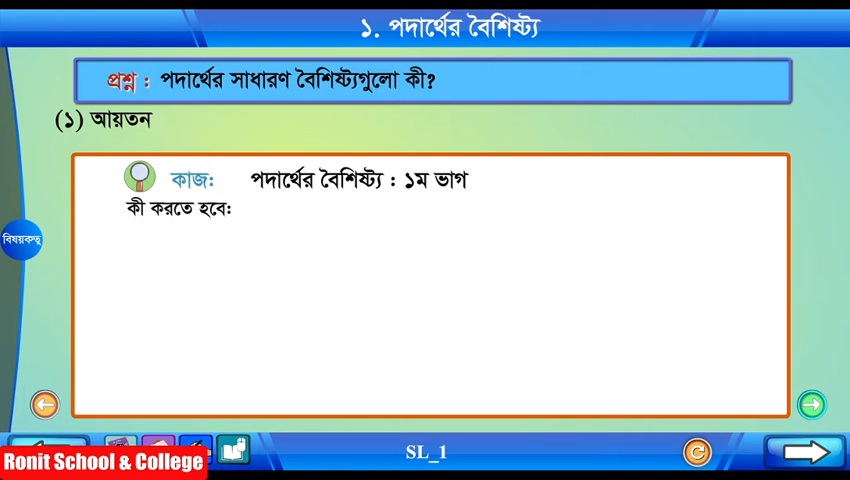 ১. পদার্থের বৈশিষ্ট্য
প্রশ্ন : পদার্থের সাধারণ বৈশিষ্ট্যগুলো কী?
(১) আয়তন
কাজ: পদার্থের বৈশিষ্ট্য : ১ম ভাগ
কী করতে হবে:
বিষয়বস্তু
SL_1
Ronit School & College